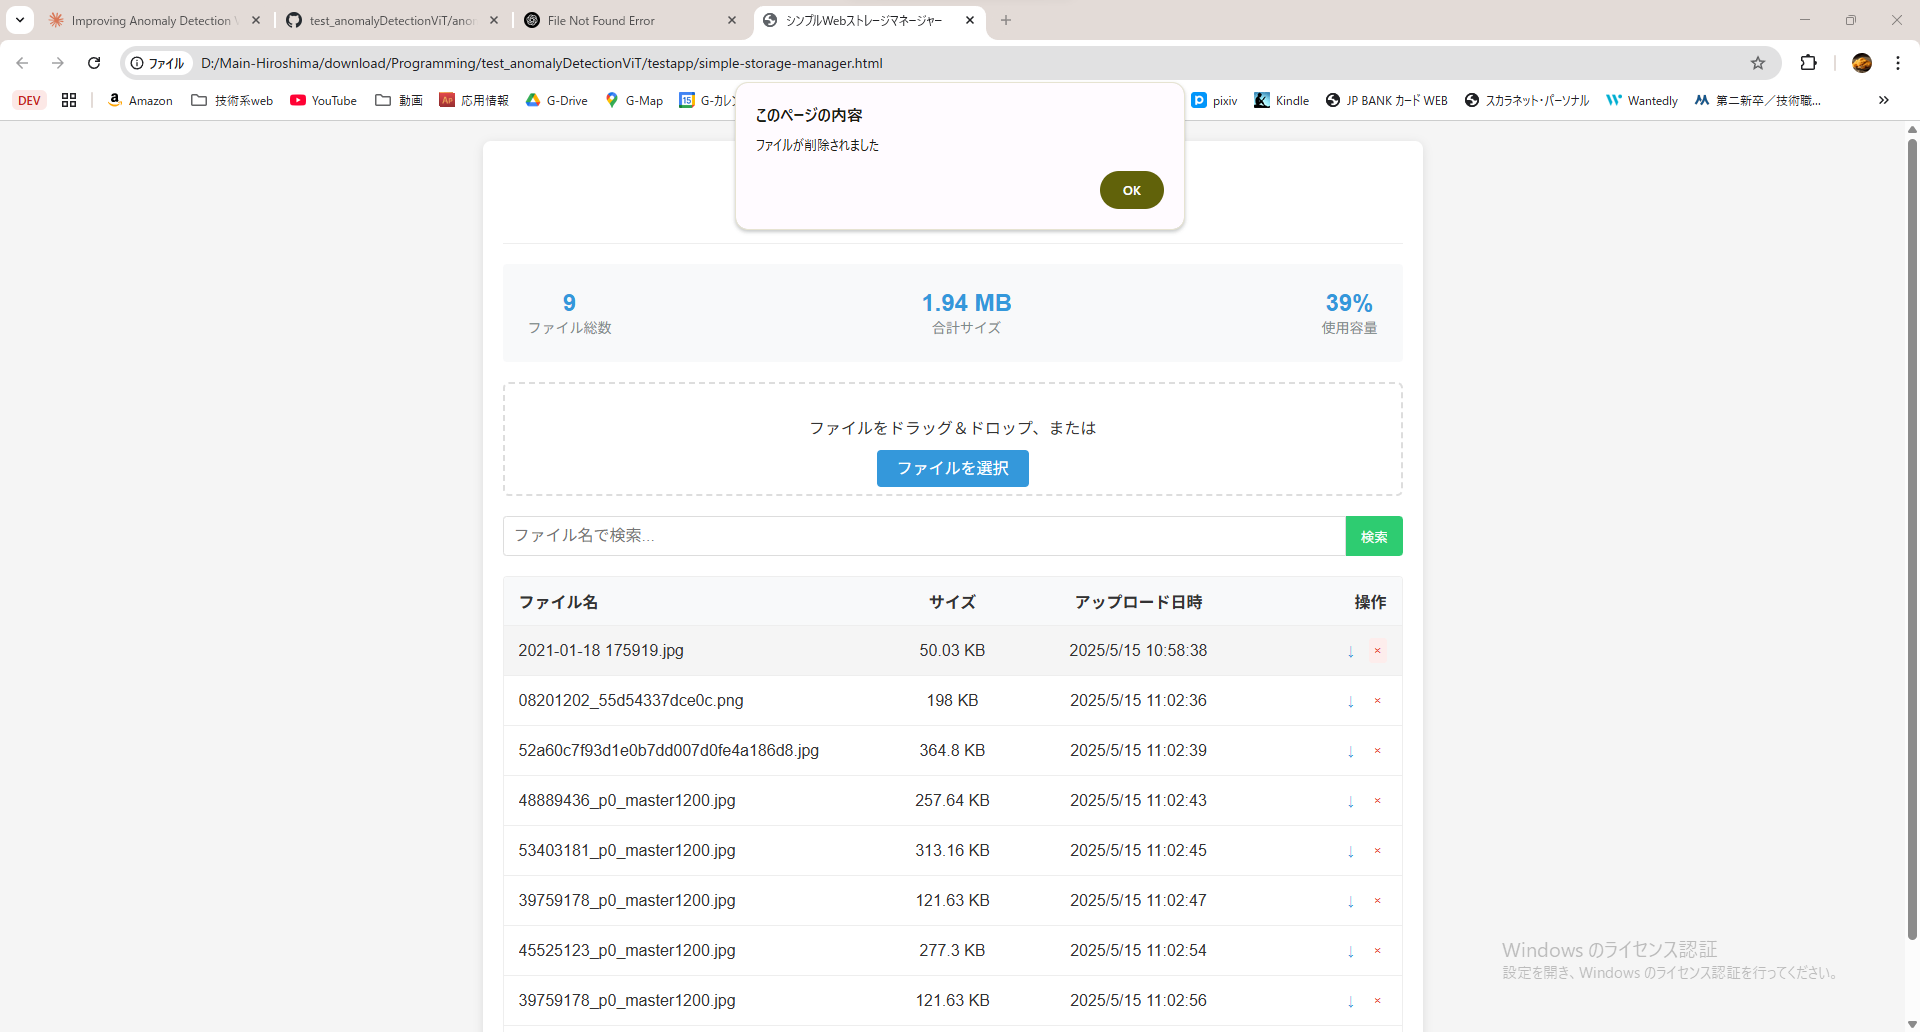 Improving Anomaly Detection
test_anomalyDetectionViT/anor
File Not Found Error
シンプルWebストレージマネージャー
ファイル
D:/Main-Hiroshima/download/Programming/test_anomalyDetectionViT/testapp/simple-storage-manager.html
DEV
Amazon
技術系web
YouTube
動画
応用情報
G-Drive
G-Map
G-カレン
pixiv
Kindle
JP BANK カード WEB
スカラネット・パーソナル
Wantedly
第二新卒／技術職...
このページの内容
ファイルが削除されました
OK
9
ファイル総数
1.94 MB
合計サイズ
39%
使用容量
ファイルをドラッグ＆ドロップ、または
ファイルを選択
ファイル名で検索...
検索
ファイル名 サイズ アップロード日時 操作
2021-01-18 175919.jpg 50.03 KB 2025/5/15 10:58:38 ↓ ×
08201202_55d54337dce0c.png 198 KB 2025/5/15 11:02:36 ↓ ×
52a60c7f93d1e0b7dd007d0fe4a186d8.jpg 364.8 KB 2025/5/15 11:02:39 ↓ ×
48889436_p0_master1200.jpg 257.64 KB 2025/5/15 11:02:43 ↓ ×
53403181_p0_master1200.jpg 313.16 KB 2025/5/15 11:02:45 ↓ ×
39759178_p0_master1200.jpg 121.63 KB 2025/5/15 11:02:47 ↓ ×
45525123_p0_master1200.jpg 277.3 KB 2025/5/15 11:02:54 ↓ ×
39759178_p0_master1200.jpg 121.63 KB 2025/5/15 11:02:56 ↓ ×
Windows のライセンス認証
設定を開き、Windows のライセンス認証を行ってください。